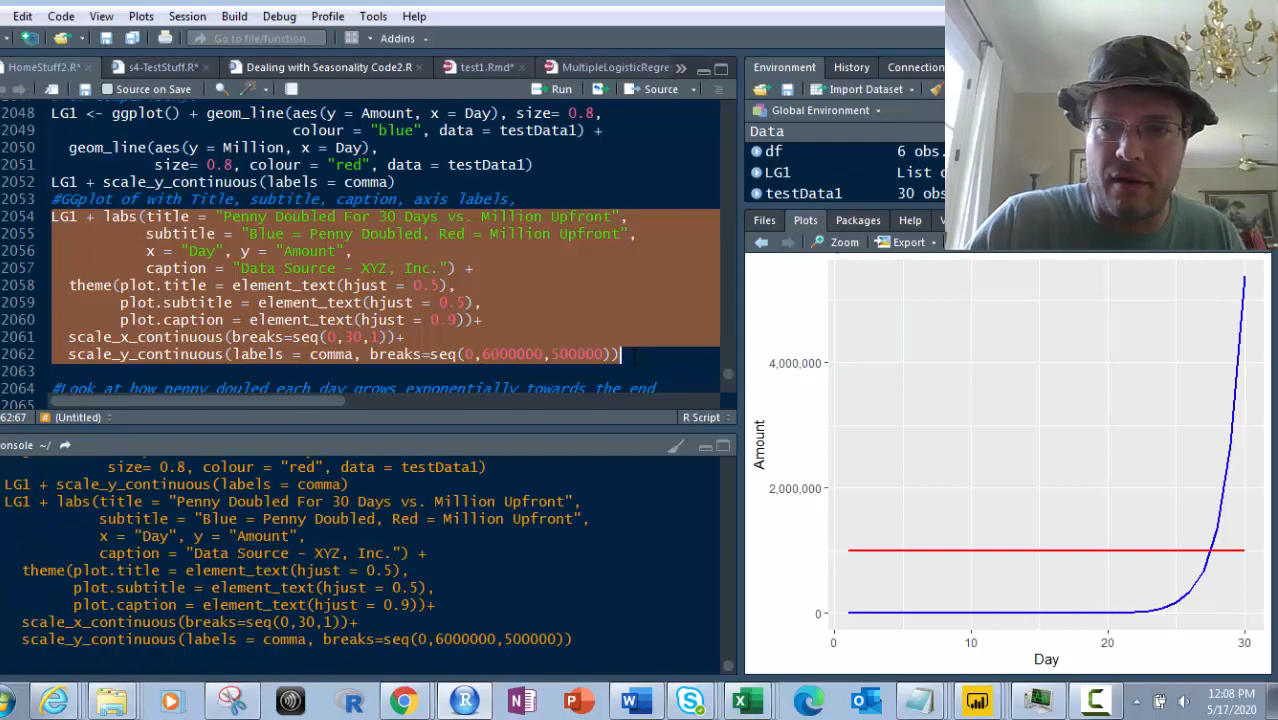 Edit Code View Plots Session Build Debug Profile Tools Help
Go to file/function Addins
HomeStuff2.R* s4-TestStuff.R* Dealing with Seasonality Code2.R test1.Rmd* MultipleLogisticRegre
Source on Save Run Source
2048 LG1 <- ggplot() + geom_line(aes(y = Amount, x = Day), size= 0.8,
2049 colour = "blue", data = testData1) +
2050 geom_line(aes(y = Million, x = Day),
2051 size= 0.8, colour = "red", data = testData1)
2052 LG1 + scale_y_continuous(labels = comma)
2053 #GGplot of with Title, subtitle, caption, axis labels,
2054 LG1 + labs(title = "Penny Doubled For 30 Days vs. Million Upfront",
2055 subtitle = "Blue = Penny Doubled, Red = Million Upfront",
2056 x = "Day", y = "Amount",
2057 caption = "Data Source - XYZ, Inc.") +
2058 theme(plot.title = element_text(hjust = 0.5),
2059 plot.subtitle = element_text(hjust = 0.5),
2060 plot.caption = element_text(hjust = 0.9))+
2061 scale_x_continuous(breaks=seq(0,30,1))+
2062 scale_y_continuous(labels = comma, breaks=seq(0,6000000,500000))
2063
2064 #Look at how penny douled each day grows exponentially towards the end
2065
62:67 (Untitled) R Script
onsole ~/
size= 0.8, colour = "red", data = testData1)
LG1 + scale_y_continuous(labels = comma)
LG1 + labs(title = "Penny Doubled For 30 Days vs. Million Upfront",
subtitle = "Blue = Penny Doubled, Red = Million Upfront",
x = "Day", y = "Amount",
caption = "Data Source - XYZ, Inc.") +
theme(plot.title = element_text(hjust = 0.5),
plot.subtitle = element_text(hjust = 0.5),
plot.caption = element_text(hjust = 0.9))+
scale_x_continuous(breaks=seq(0,30,1))+
scale_y_continuous(labels = comma, breaks=seq(0,6000000,500000))
Environment History Connection
Import Dataset
Global Environment
Data
df 6 obs.
LG1 List
testData1 30 obs
Files Plots Packages Help
Zoom Export
4,000,000
2,000,000
0
Amount
0 10 20 30
Day
12:08 PM
5/17/2020